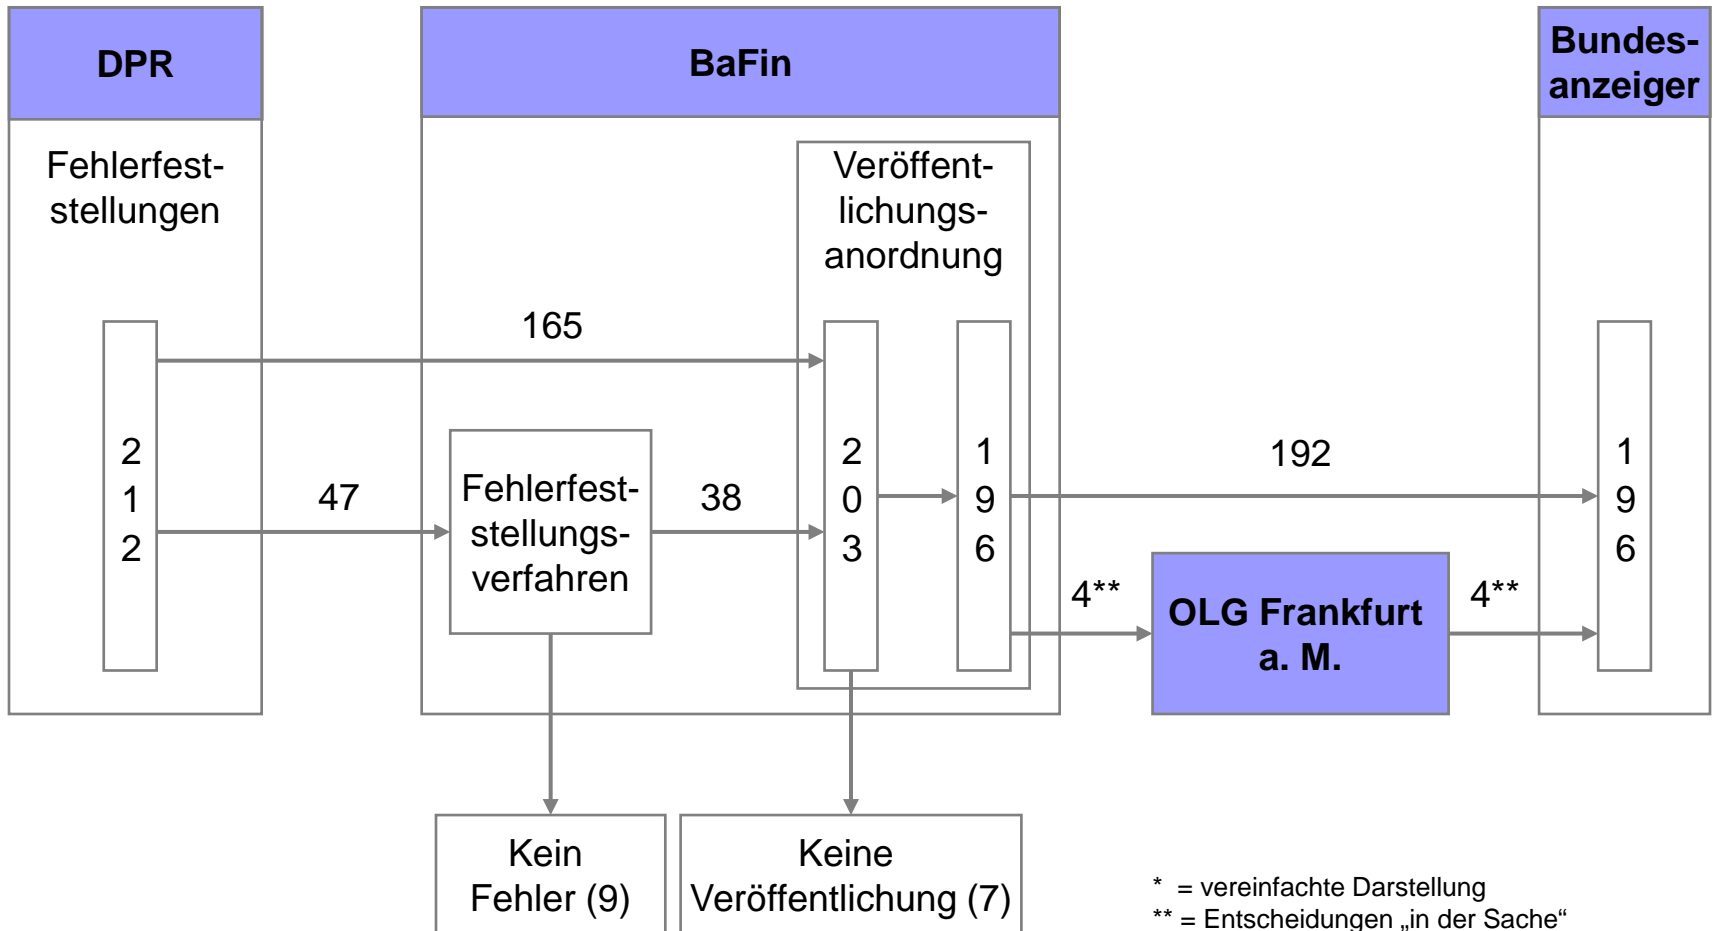 DPR
BaFin
Bundes-
anzeiger
Fehlerfest-
stellungen
Veröffent-
lichungs-
anordnung
165
2
1
2
47
Fehlerfest-
stellungs-
verfahren
38
2
0
3
1
9
6
192
1
9
6
4**
OLG Frankfurt
a. M.
4**
Kein
Fehler (9)
Keine
Veröffentlichung (7)
* = vereinfachte Darstellung
** = Entscheidungen „in der Sache“